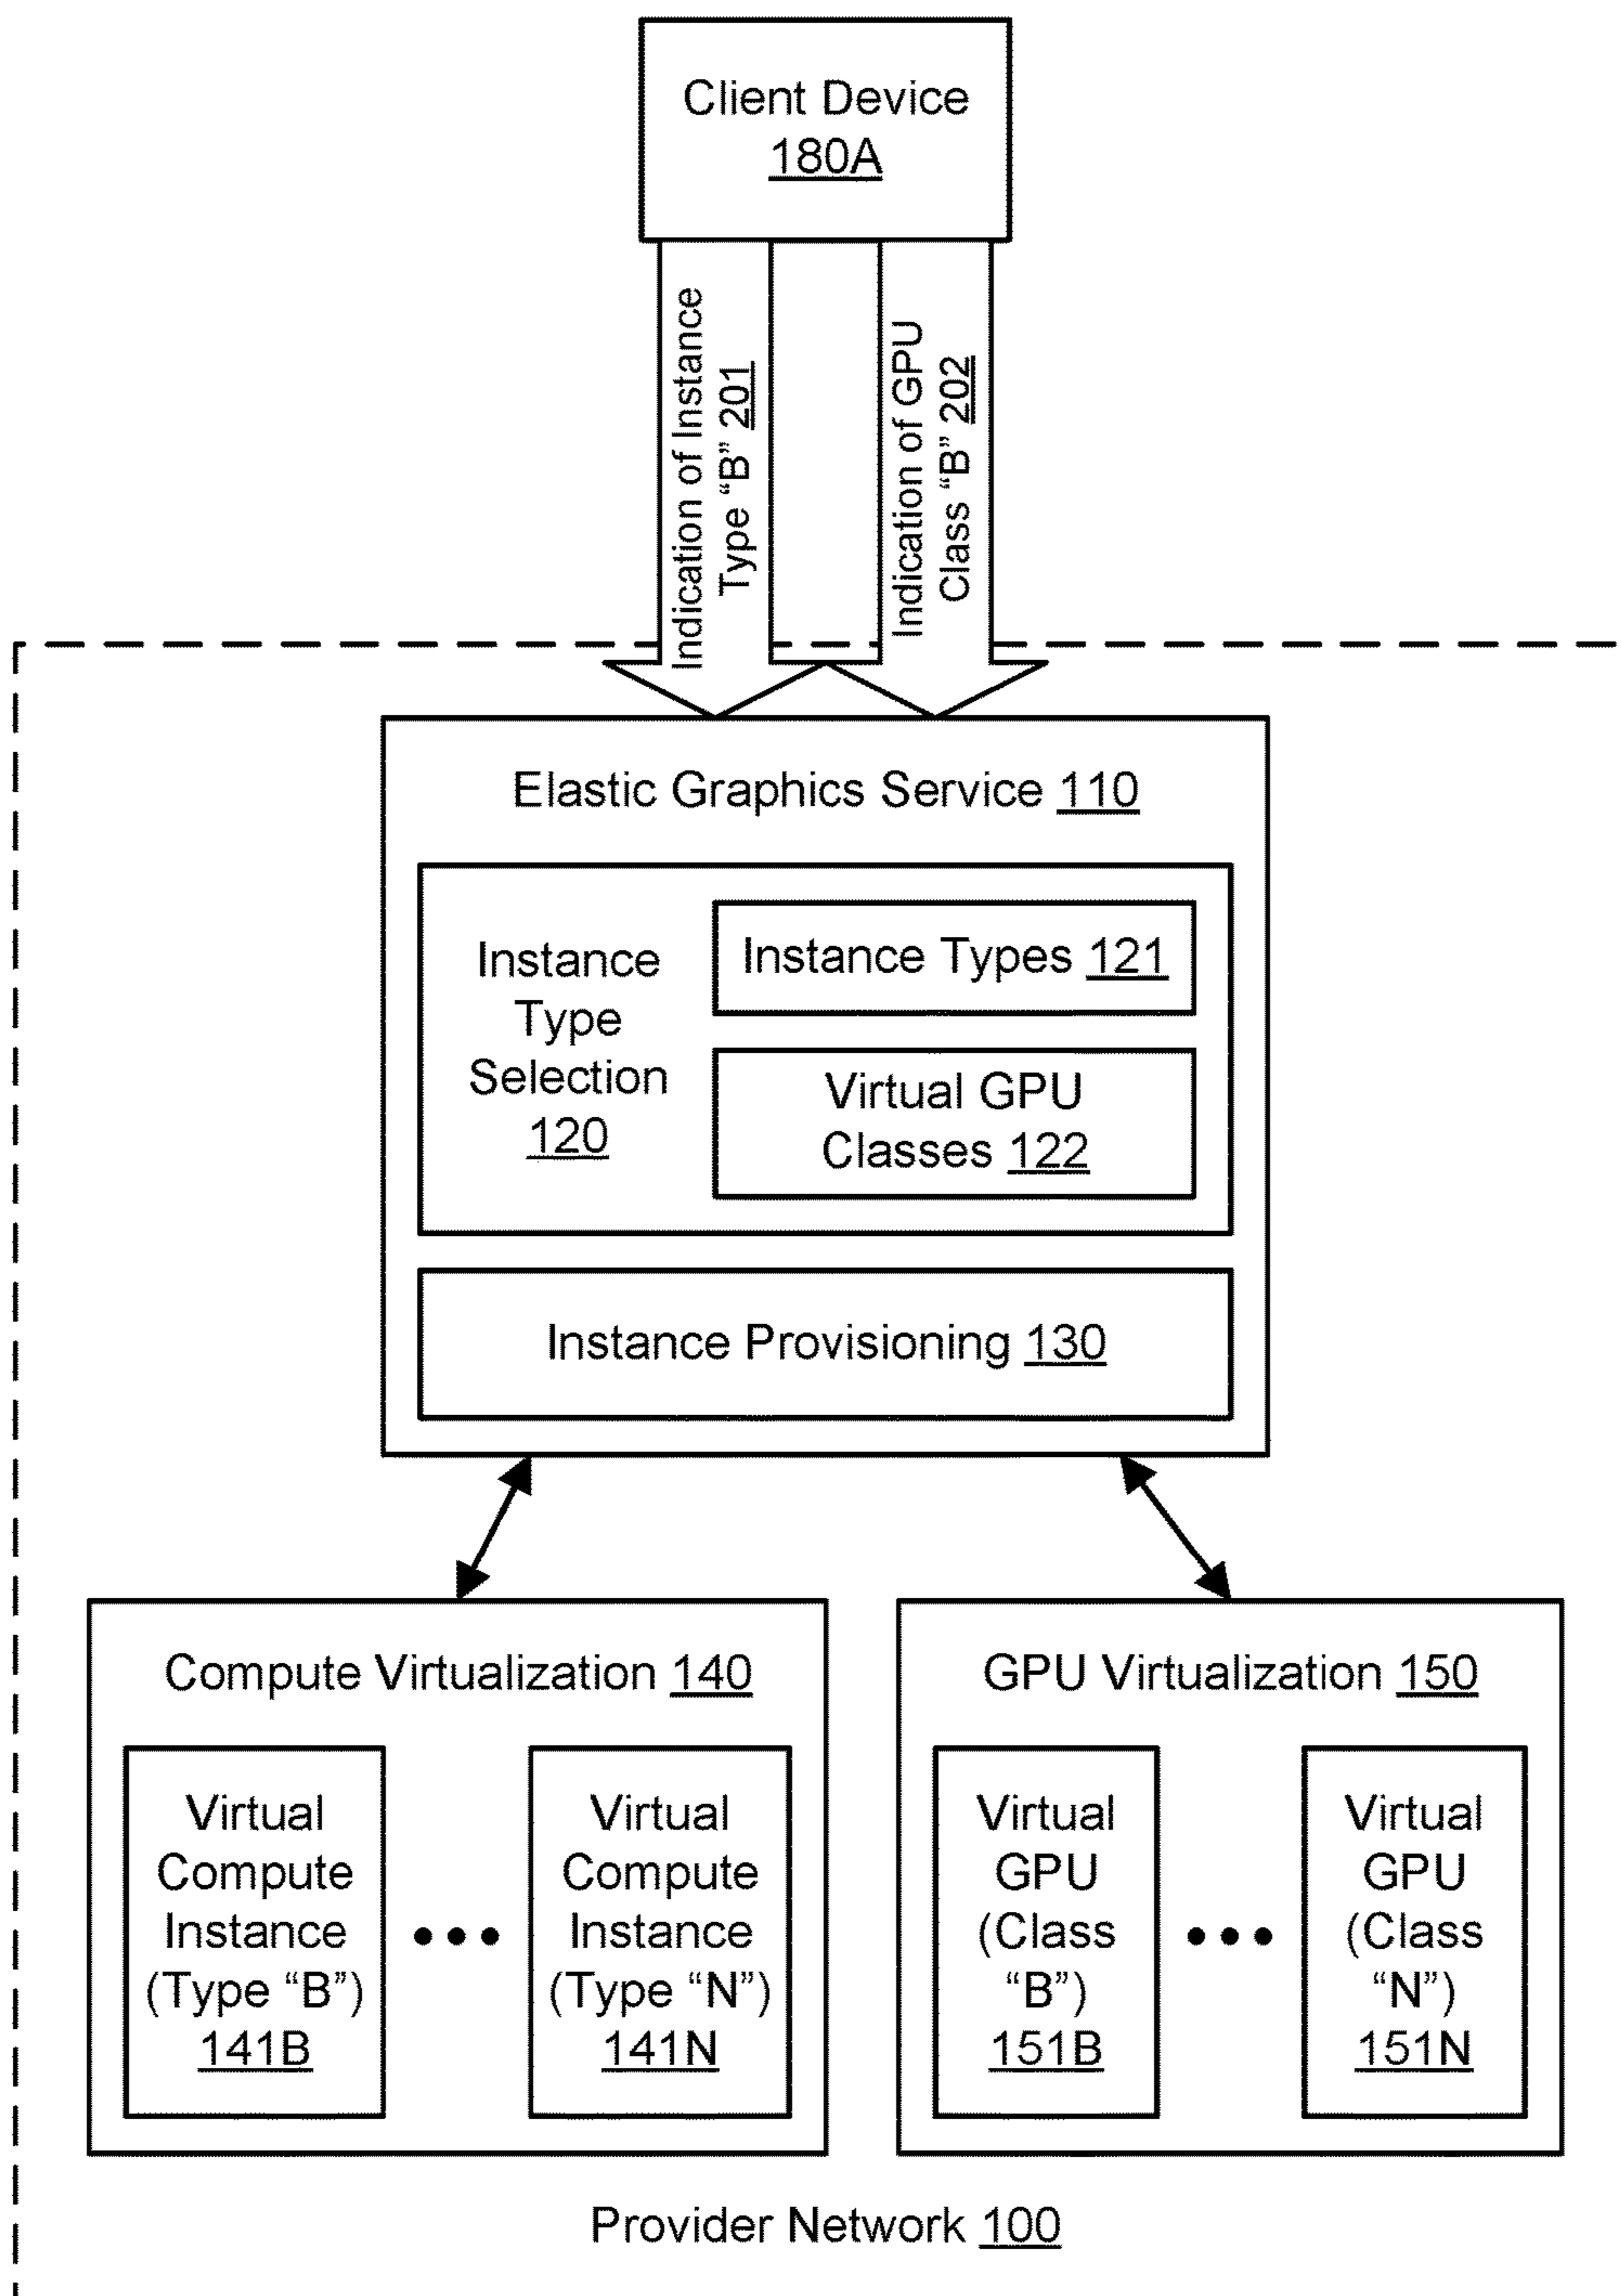 Client Device
180A
Indication of Instance
Type “B” 201
Indication of GPU
Class “B” 202
Elastic Graphics Service 110
Instance
Type
Selection
120
Instance Types 121
Virtual GPU
Classes 122
Instance Provisioning 130
Compute Virtualization 140
Virtual
Compute
Instance
(Type “B”)
141B
Virtual
Compute
Instance
(Type “N”)
141N
GPU Virtualization 150
Virtual
GPU
(Class
“B”)
151B
Virtual
GPU
(Class
“N”)
151N
Provider Network 100